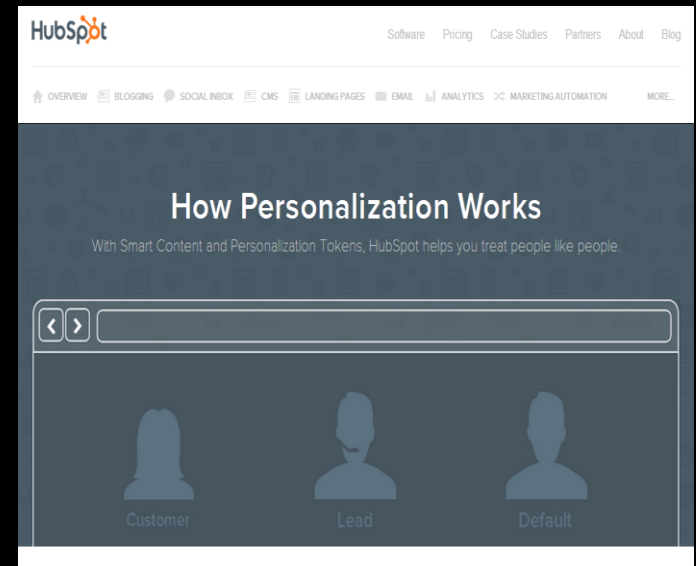 HubSpot
Software Pricing Case Studies Partners About Blog
OVERVIEW BLOGGING SOCIAL INBOX CMS LANDING PAGES EMAIL ANALYTICS MARKETING AUTOMATION MORE...
How Personalization Works
With Smart Content and Personalization Tokens, HubSpot helps you treat people like people.
Customer Lead Default